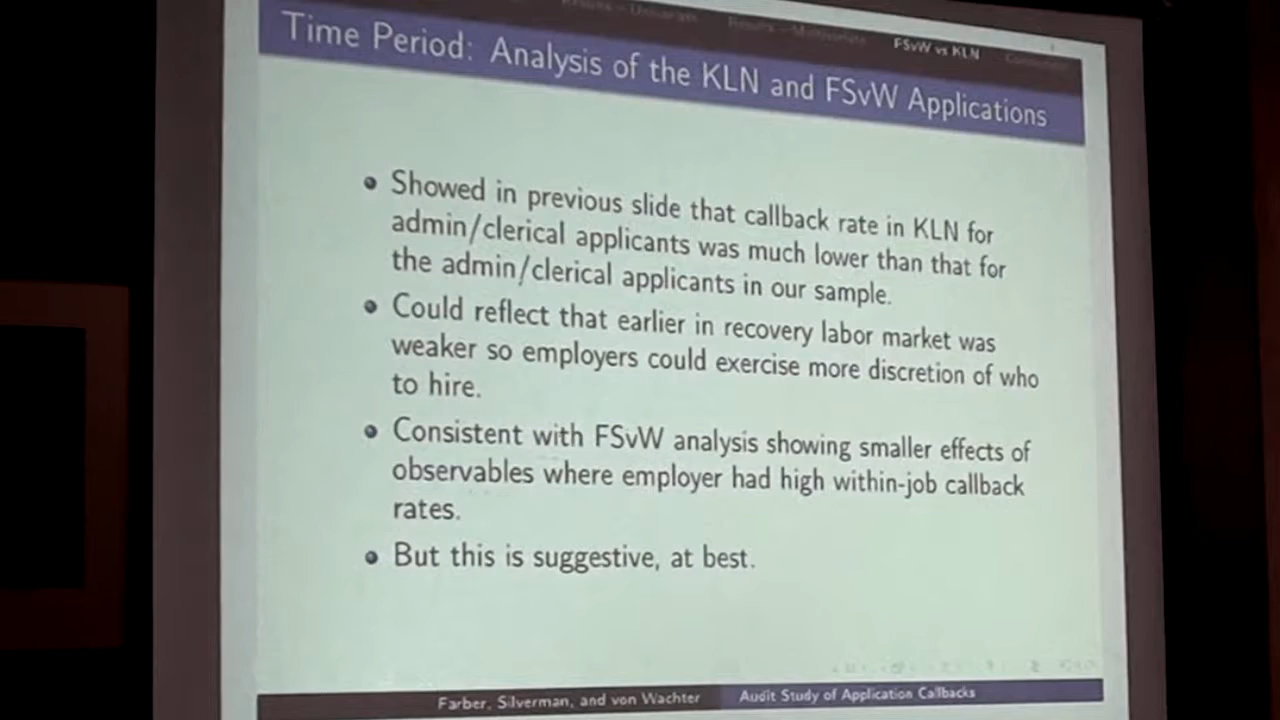 FSvW vs KLN
Time Period: Analysis of the KLN and FSvW Applications
Showed in previous slide that callback rate in KLN for
admin/clerical applicants was much lower than that for
the admin/clerical applicants in our sample.
Could reflect that earlier in recovery labor market was
weaker so employers could exercise more discretion of who
to hire.
Consistent with FSvW analysis showing smaller effects of
observables where employer had high within-job callback
rates.
But this is suggestive, at best.
Farber, Silverman, and von Wachter
Audit Study of Application Callbacks